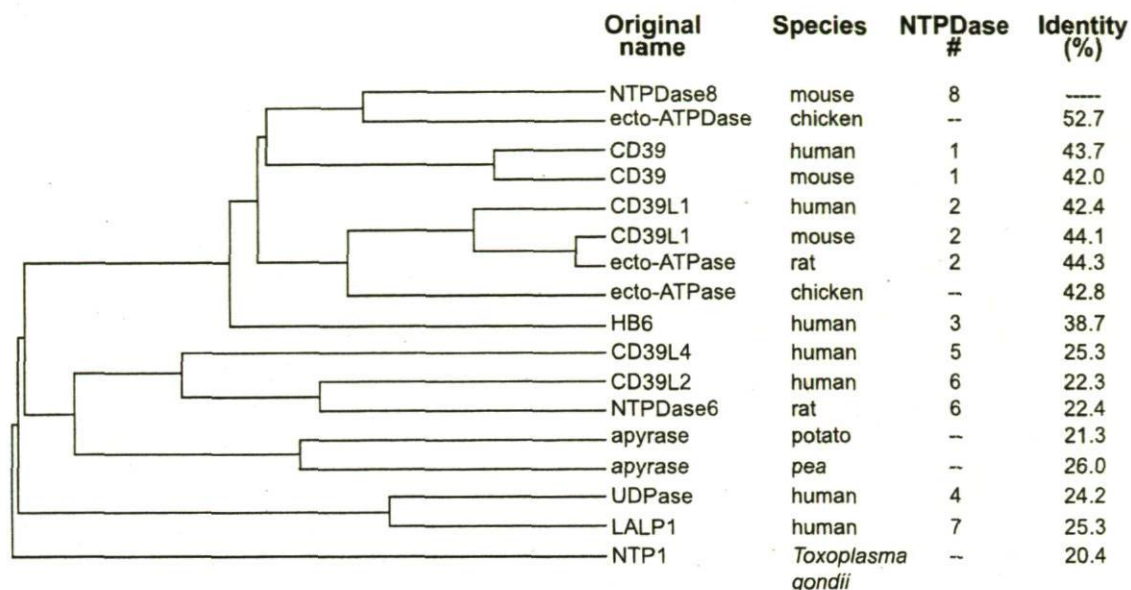 Original name Species NTPDase # Identity (%)
NTPDase8 mouse 8 -----
ecto-ATPDase chicken -- 52.7
CD39 human 1 43.7
CD39 mouse 1 42.0
CD39L1 human 2 42.4
CD39L1 mouse 2 44.1
ecto-ATPase rat 2 44.3
ecto-ATPase chicken -- 42.8
HB6 human 3 38.7
CD39L4 human 5 25.3
CD39L2 human 6 22.3
NTPDase6 rat 6 22.4
apyrase potato -- 21.3
apyrase pea -- 26.0
UDPase human 4 24.2
LALP1 human 7 25.3
NTP1 Toxoplasma gondii -- 20.4